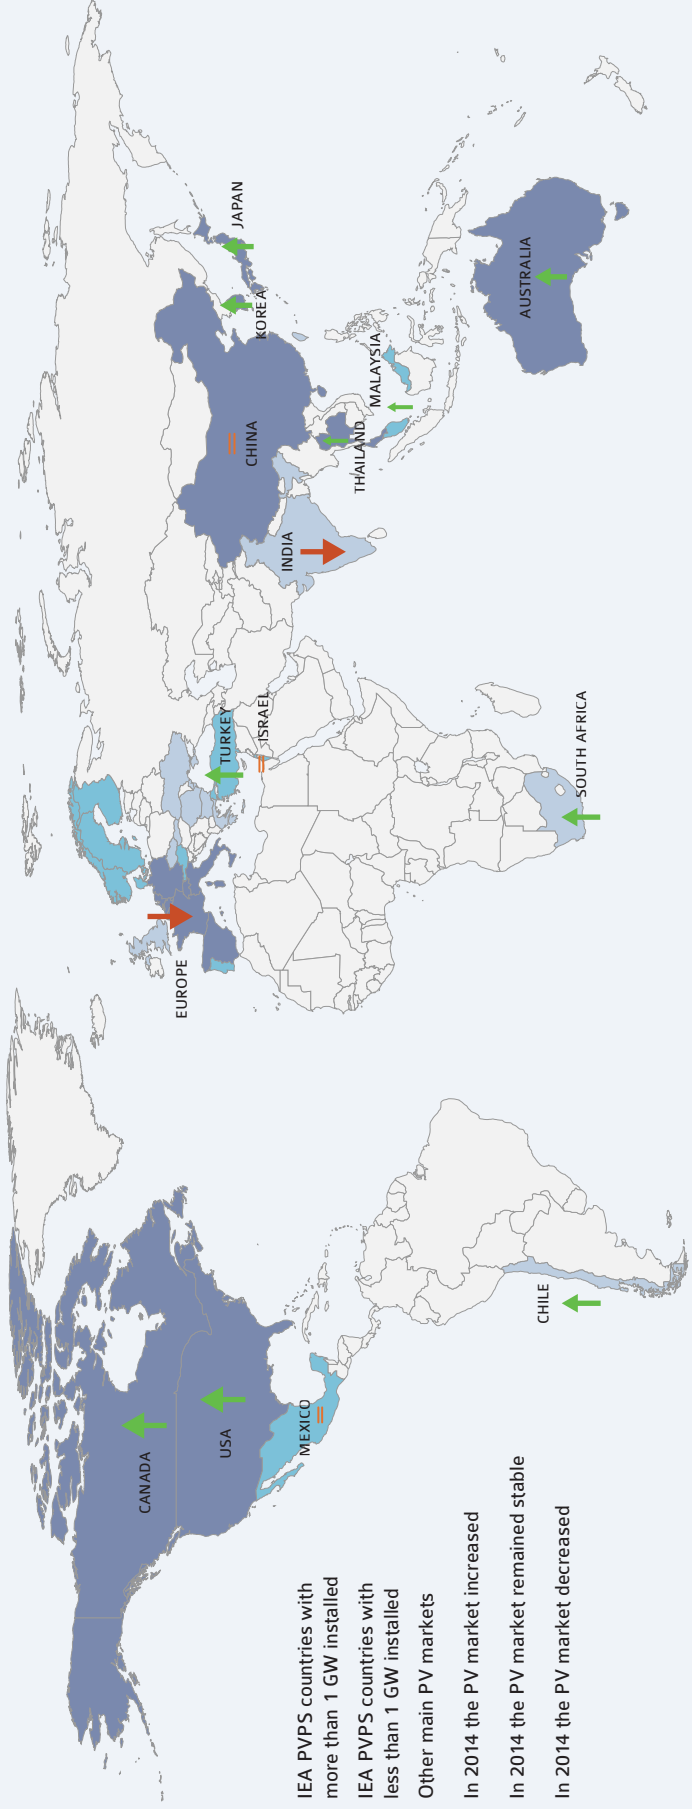 CANADA
USA
MEXICO
CHILE
EUROPE
TURKEY
ISRAEL
SOUTH AFRICA
INDIA
CHINA
KOREA
JAPAN
THAILAND
MALAYSIA
AUSTRALIA
IEA PVPS countries with
more than 1 GW installed
IEA PVPS countries with
less than 1 GW installed
Other main PV markets
In 2014 the PV market increased
In 2014 the PV market remained stable
In 2014 the PV market decreased